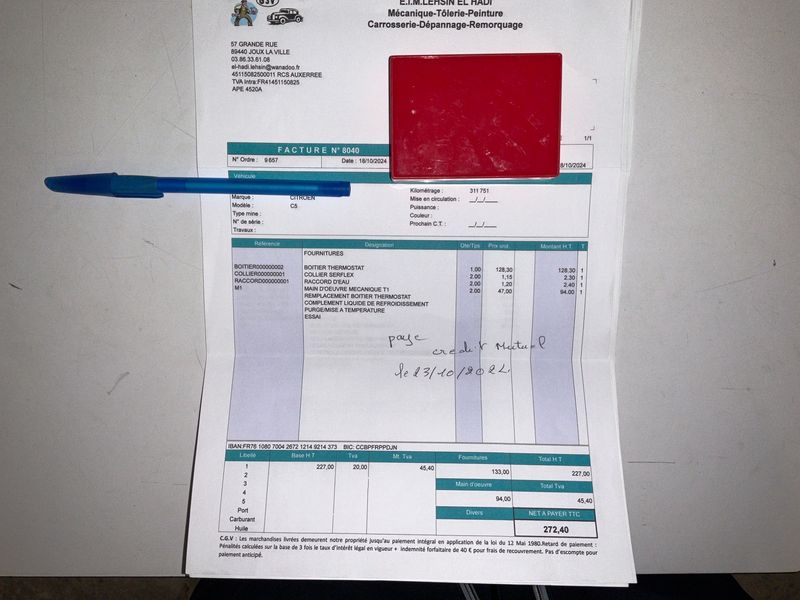 GSV
E.I.M.LEHSIN EL HADI
Mécanique-Tôlerie-Peinture
Carrosserie-Dépannage-Remorquage
57 GRANDE RUE
89440 JOUX LA VILLE
03.86.33.61.08
el-hadi.lehsin@wanadoo.fr
45115082500011 RCS AUXERREE
TVA Intra:FR41451150825
APE 4520A
1/1
FACTURE N° 8040
N° Ordre : 9657 Date : 18/10/2024 18/10/2024
Véhicule
Kilométrage : 311 751
Marque : CITROEN Mise en circulation : __/__/____
Modèle : C5 Puissance :
Type mine : Couleur :
N° de série : Prochain C.T. : __/__/____
Travaux :
Référence Désignation Qte/Tps Prix unit. Montant H.T. T
FOURNITURES
BOITIER000000002 BOITIER THERMOSTAT 1,00 128,30 128,30 1
COLLIER000000001 COLLIER SERFLEX 2,00 1,15 2,30 1
RACCORD000000001 RACCORD D'EAU 2,00 1,20 2,40 1
M1 MAIN D'OEUVRE MECANIQUE T1 2,00 47,00 94,00 1
REMPLACEMENT BOITIER THERMOSTAT
COMPLEMENT LIQUIDE DE REFROIDISSEMENT
PURGE/MISE A TEMPERATURE
ESSAI
paye
credit Mutuel
le 23/10/2024
IBAN:FR76 1080 7004 2672 1214 9214 373 BIC: CCBPFRPPDJN
Libellé Base H T Tva Mt. Tva Fournitures Total H.T
1 227,00 20,00 45,40 133,00 227,00
2
3 Main d'oeuvre Total Tva
4
5 94,00 45,40
Port Divers NET A PAYER TTC
Carburant
Huile 272,40
C.G.V : Les marchandises livrées demeurent notre propriété jusqu'au paiement intégral en application de la loi du 12 Mai 1980.Retard de paiement :
Pénalités calculées sur la base de 3 fois le taux d'intérêt légal en vigueur + indemnité forfaitaire de 40 € pour frais de recouvrement. Pas d'escompte pour
paiement anticipé.